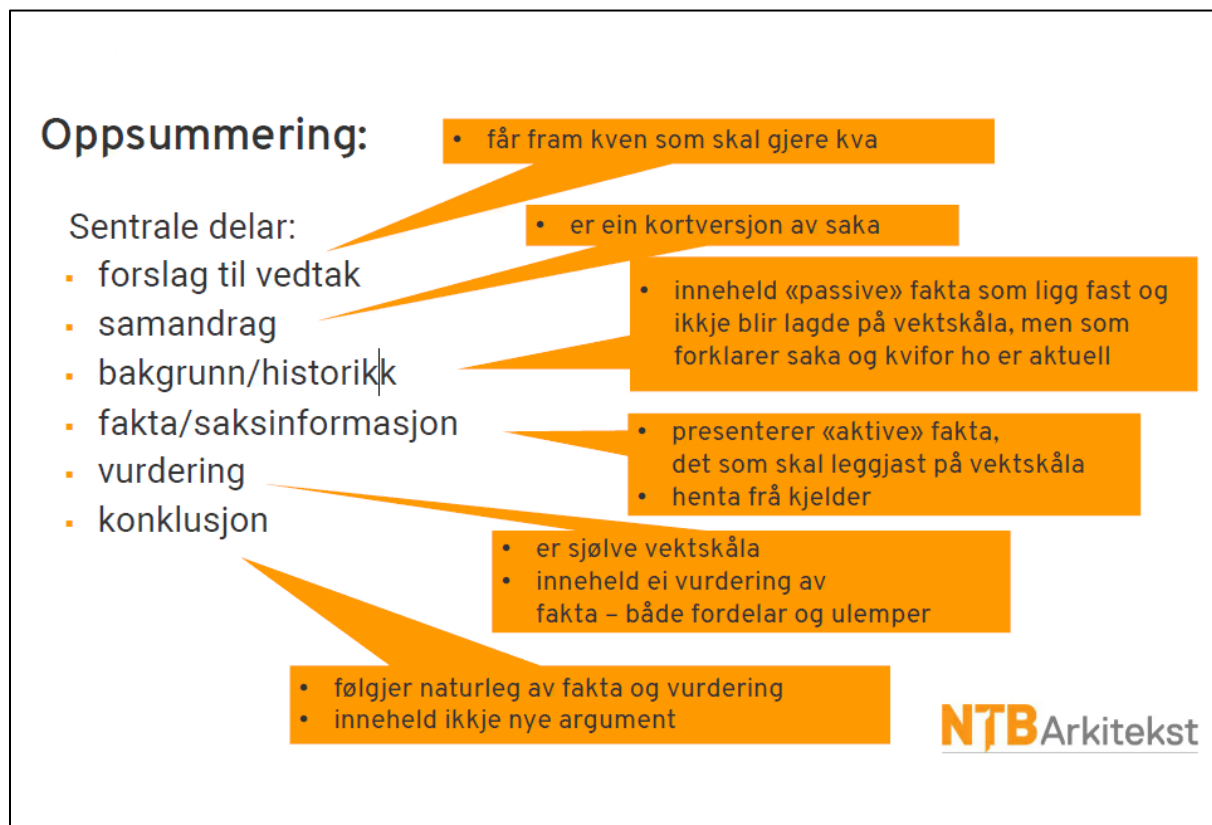 Oppsummering:
• får fram kven som skal gjere kva
Sentrale delar:
• er ein kortversjon av saka
▪ forslag til vedtak
▪ samandrag
• inneheld «passive» fakta som ligg fast og
ikkje blir lagde på vektskåla, men som
forklarer saka og kvifor ho er aktuell
▪ bakgrunn/historikk
▪ fakta/saksinformasjon
• presenterer «aktive» fakta,
det som skal leggjast på vektskåla
• henta frå kjelder
▪ vurdering
▪ konklusjon
• er sjølve vektskåla
• inneheld ei vurdering av
fakta – både fordelar og ulemper
• følgjer naturleg av fakta og vurdering
• inneheld ikkje nye argument
NTB Arkitekst